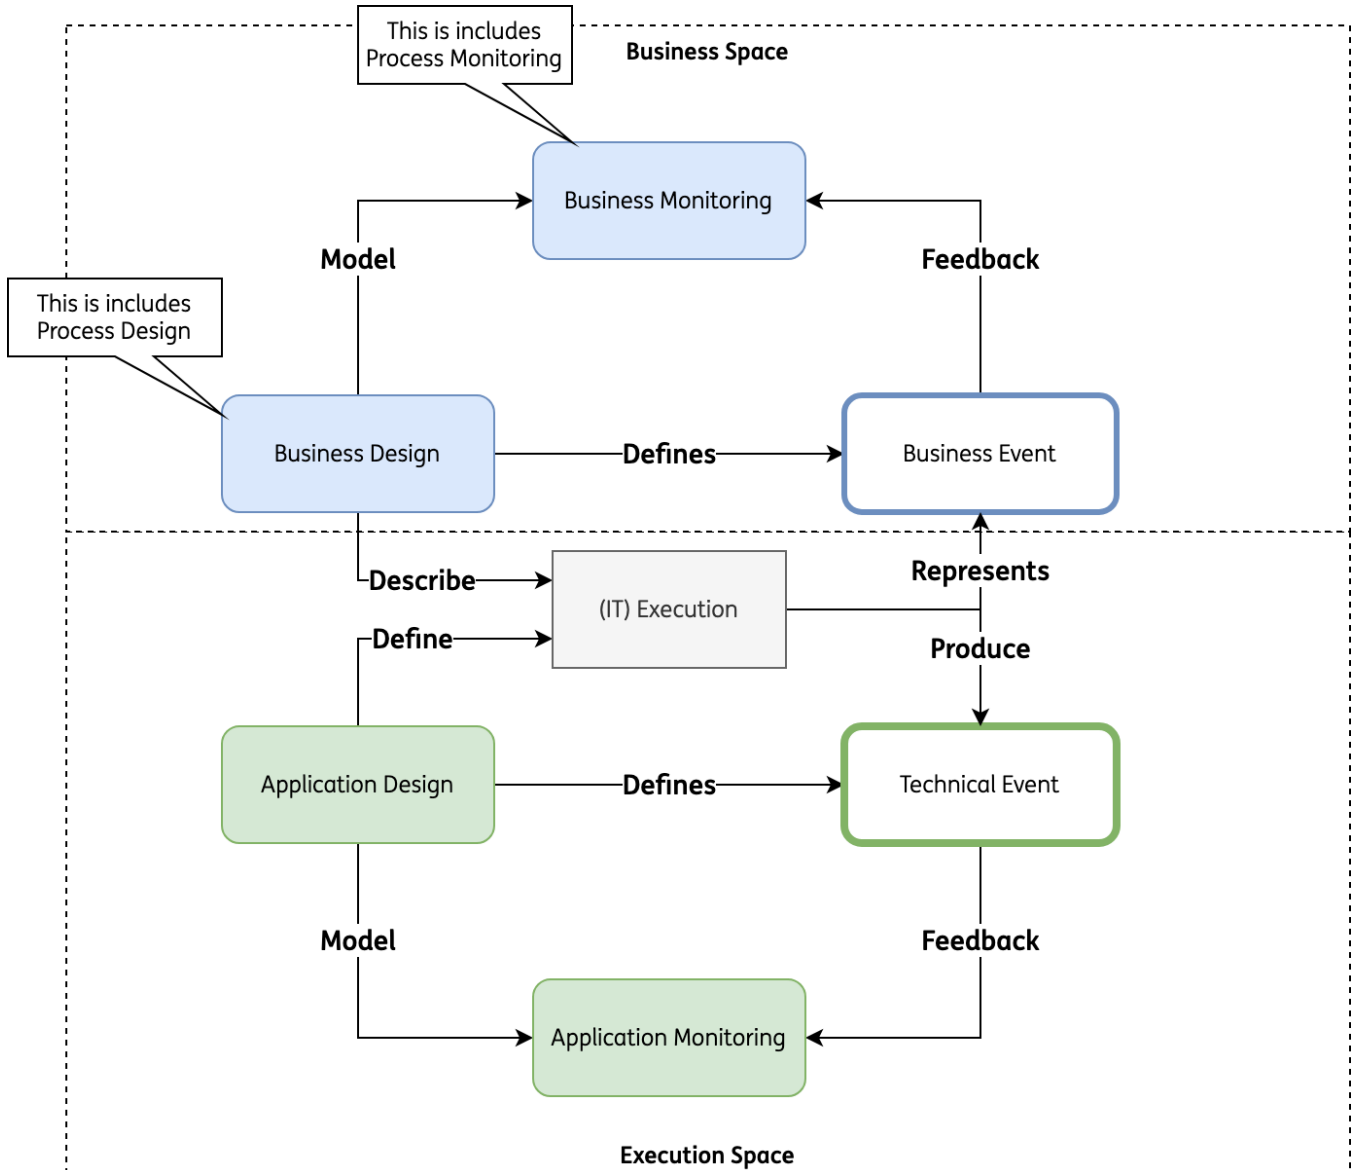 This is includes
Process Monitoring
Business Space
Business Monitoring
Model
Feedback
This is includes
Process Design
Business Design
Defines
Business Event
Describe
(IT) Execution
Represents
Define
Produce
Application Design
Defines
Technical Event
Model
Feedback
Application Monitoring
Execution Space